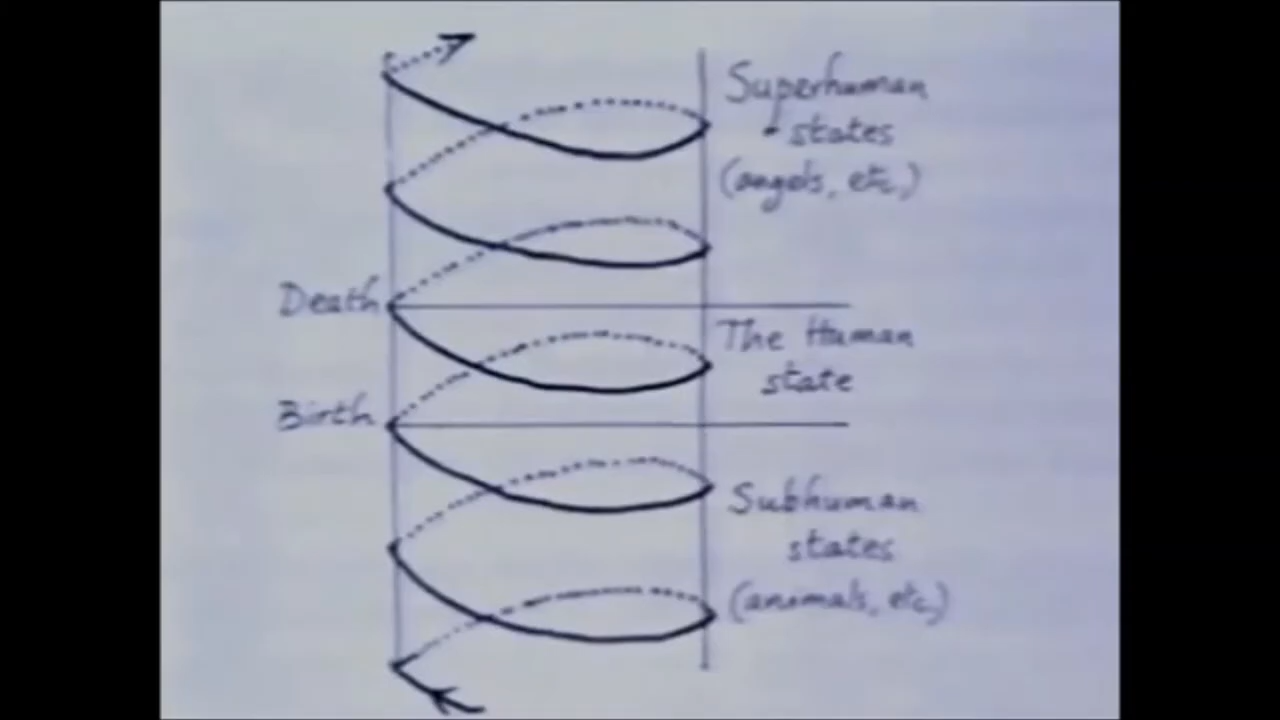 Superhuman
states
(angels, etc.)
Death
The Human
state
Birth
Subhuman
states
(animals, etc.)